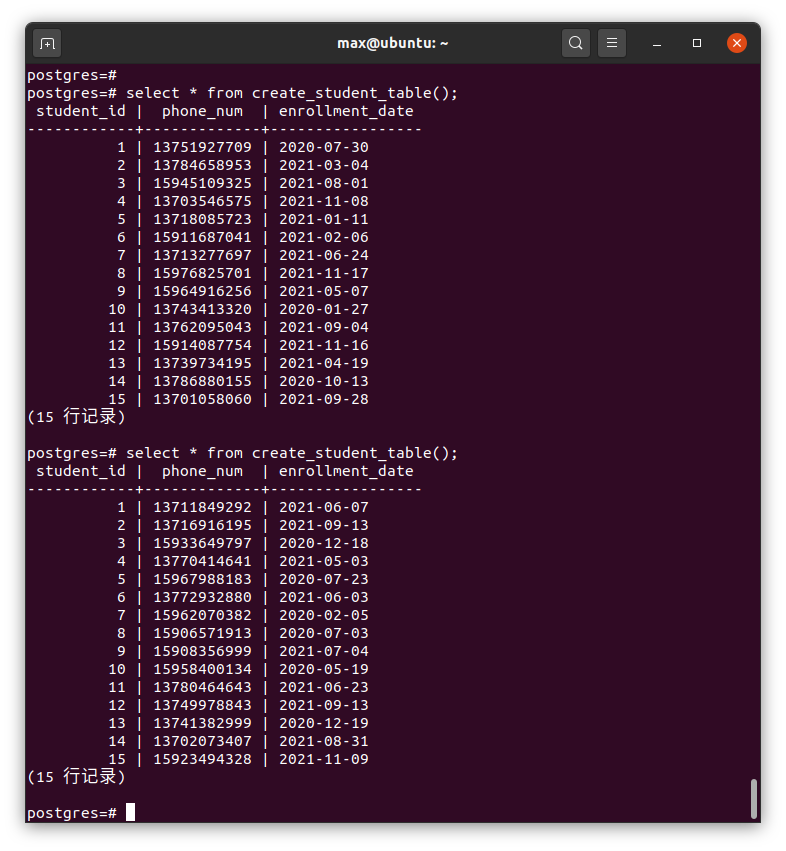 max@ubuntu: ~
postgres=#
postgres=# select * from create_student_table();
 student_id |  phone_num  | enrollment_date
------------+-------------+-----------------
          1 | 13751927709 | 2020-07-30
          2 | 13784658953 | 2021-03-04
          3 | 15945109325 | 2021-08-01
          4 | 13703546575 | 2021-11-08
          5 | 13718085723 | 2021-01-11
          6 | 15911687041 | 2021-02-06
          7 | 13713277697 | 2021-06-24
          8 | 15976825701 | 2021-11-17
          9 | 15964916256 | 2021-05-07
         10 | 13743413320 | 2020-01-27
         11 | 13762095043 | 2021-09-04
         12 | 15914087754 | 2021-11-16
         13 | 13739734195 | 2021-04-19
         14 | 13786880155 | 2020-10-13
         15 | 13701058060 | 2021-09-28
(15 行记录)
postgres=# select * from create_student_table();
 student_id |  phone_num  | enrollment_date
------------+-------------+-----------------
          1 | 13711849292 | 2021-06-07
          2 | 13716916195 | 2021-09-13
          3 | 15933649797 | 2020-12-18
          4 | 13770414641 | 2021-05-03
          5 | 15967988183 | 2020-07-23
          6 | 13772932880 | 2021-06-03
          7 | 15962070382 | 2020-02-05
          8 | 15906571913 | 2020-07-03
          9 | 15908356999 | 2021-07-04
         10 | 15958400134 | 2020-05-19
         11 | 13780464643 | 2021-06-23
         12 | 13749978843 | 2021-09-13
         13 | 13741382999 | 2020-12-19
         14 | 13702073407 | 2021-08-31
         15 | 15923494328 | 2021-11-09
(15 行记录)
postgres=#